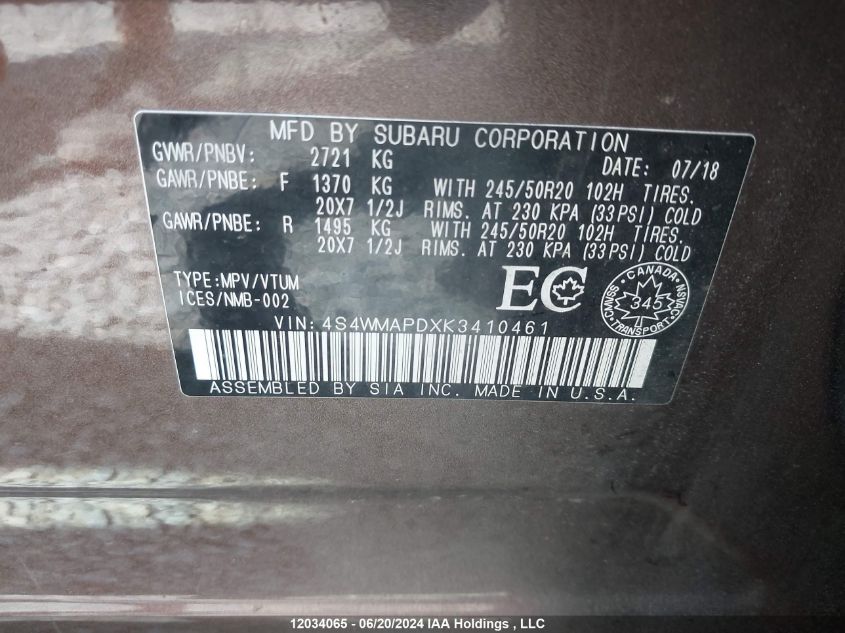 MFD BY SUBARU CORPORATION
GVWR/PNBV: 2721 KG DATE: 07/18
GAWR/PNBE: F 1370 KG WITH 245/50R20 102H TIRES.
20X7 1/2J RIMS. AT 230 KPA (33PSI) COLD
GAWR/PNBE: R 1495 KG WITH 245/50R20 102H TIRES.
20X7 1/2J RIMS. AT 230 KPA (33PSI) COLD
TYPE:MPV/VTUM
ICES/NMB-002
EC
CANADA
CMVSS 345 NSVAC
TRANSPORT
VIN:4S4WMAPDXK3410461
ASSEMBLED BY SIA INC. MADE IN U.S.A.
12034065 - 06/20/2024 IAA Holdings , LLC